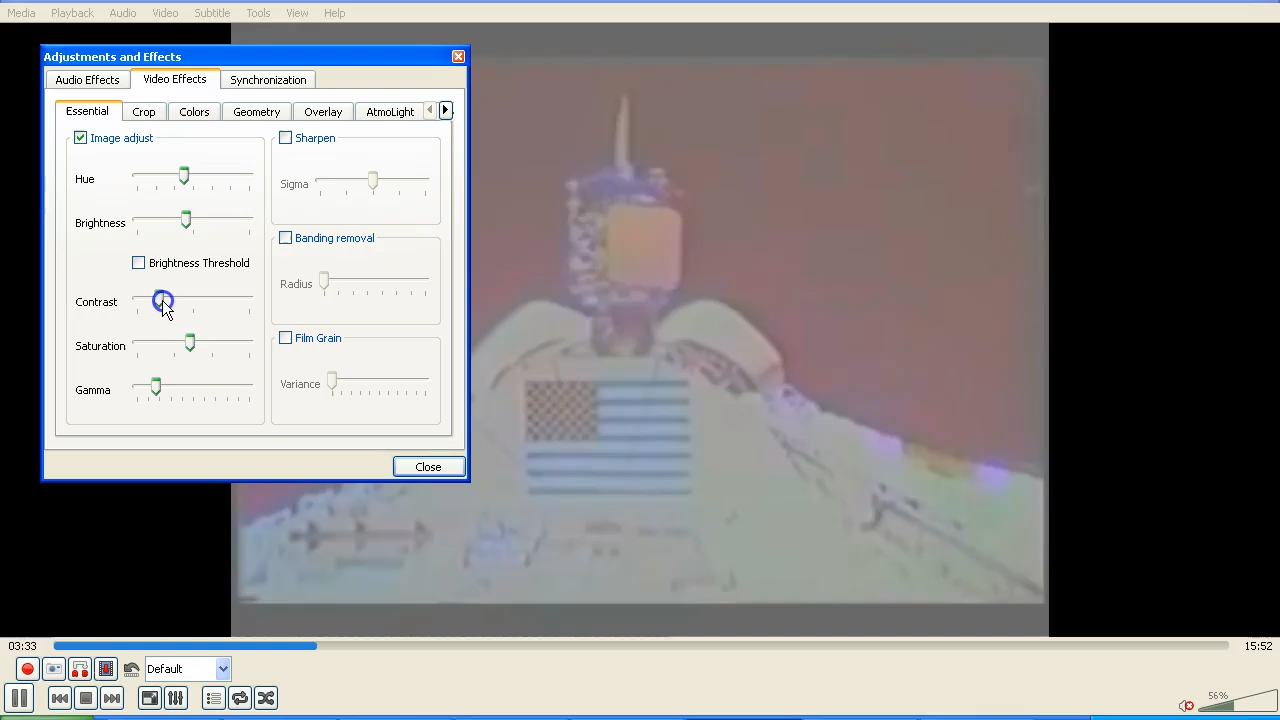 Media Playback Audio Video Subtitle Tools View Help
Adjustments and Effects
Audio Effects Video Effects Synchronization
Essential Crop Colors Geometry Overlay AtmoLight
Image adjust
Hue
Brightness
Brightness Threshold
Contrast
Saturation
Gamma
Sharpen
Sigma
Banding removal
Radius
Film Grain
Variance
Close
03:33 15:52
Default
56%